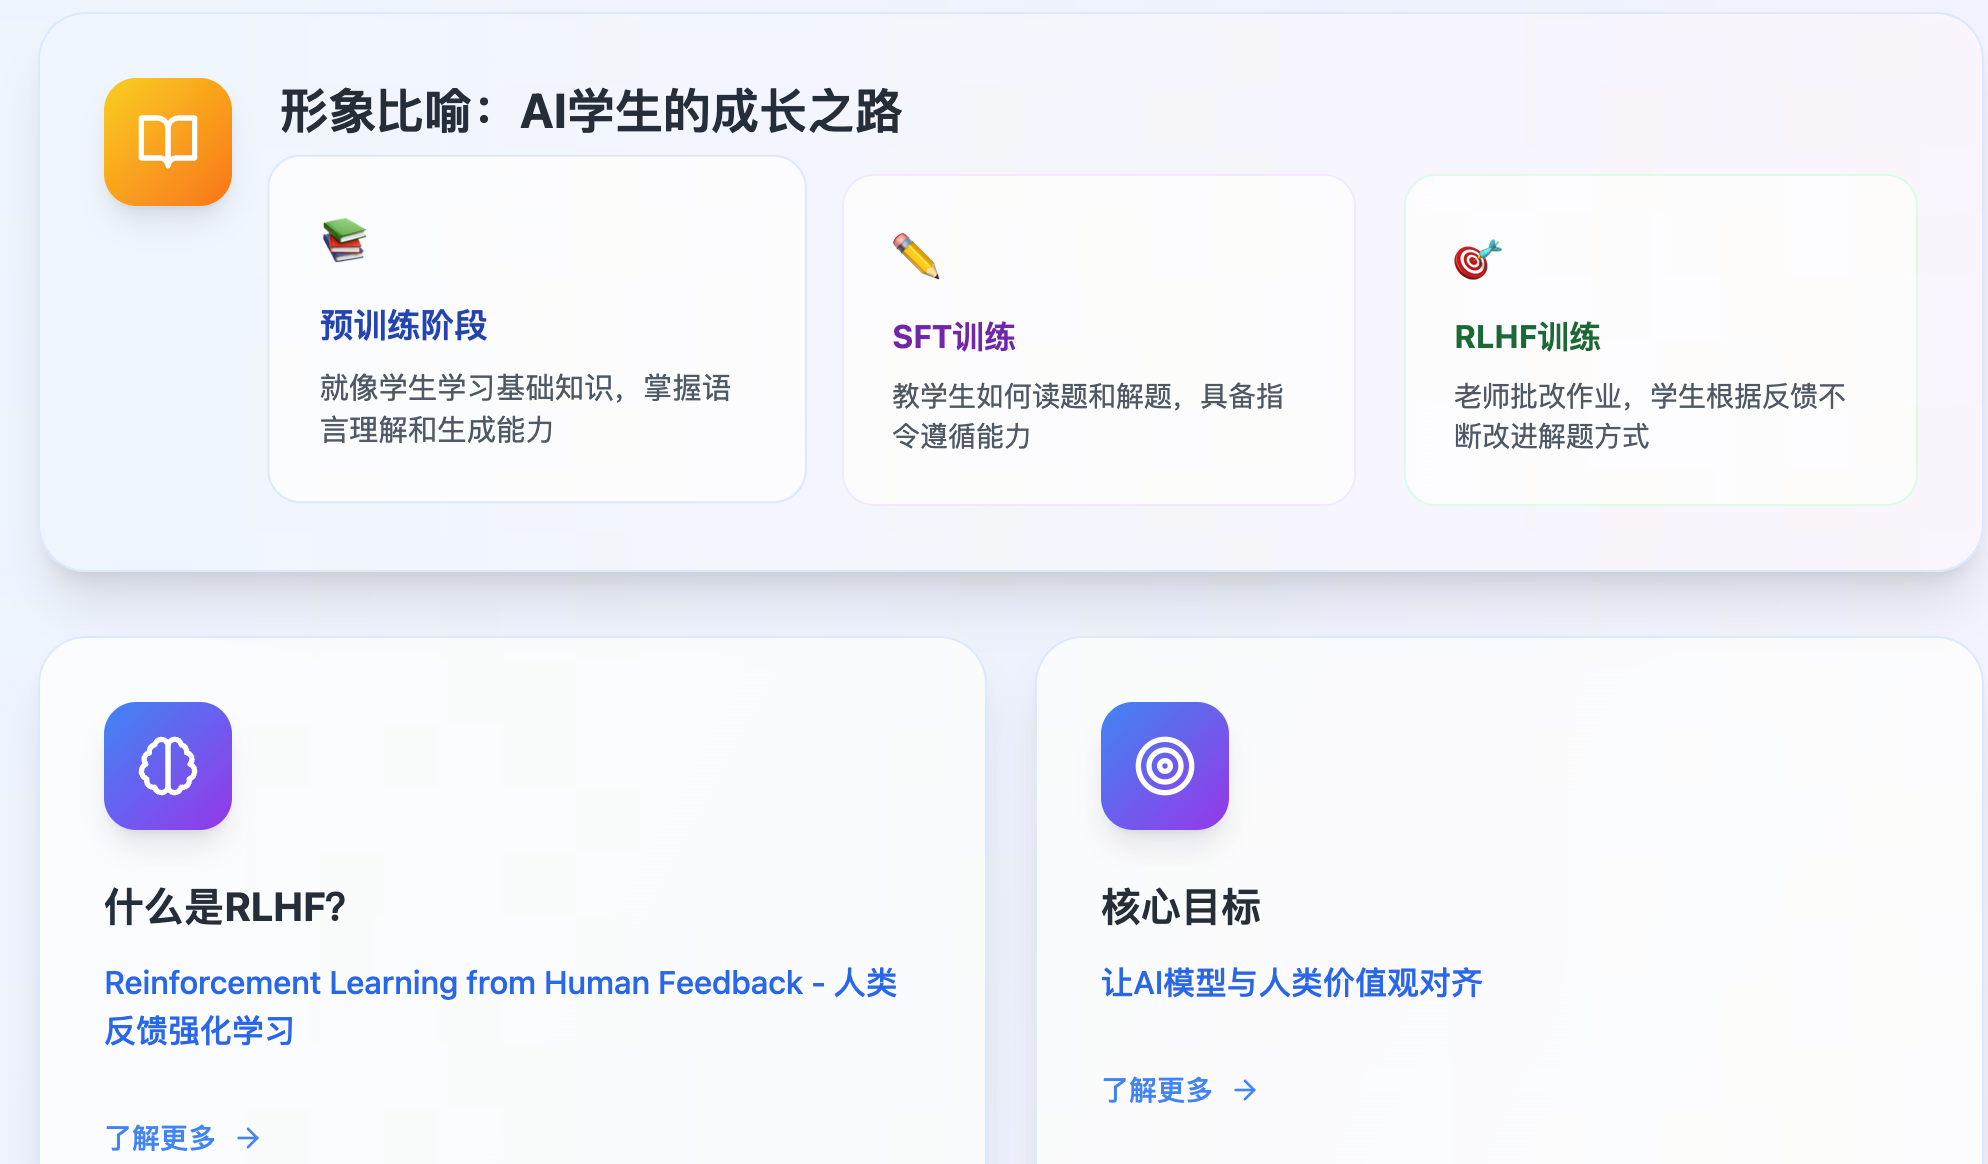 形象比喻：AI学生的成长之路
预训练阶段
就像学生学习基础知识，掌握语
言理解和生成能力
SFT训练
教学生如何读题和解题，具备指
令遵循能力
RLHF训练
老师批改作业，学生根据反馈不
断改进解题方式
什么是RLHF?
Reinforcement Learning from Human Feedback - 人类
反馈强化学习
了解更多 →
核心目标
让AI模型与人类价值观对齐
了解更多 →